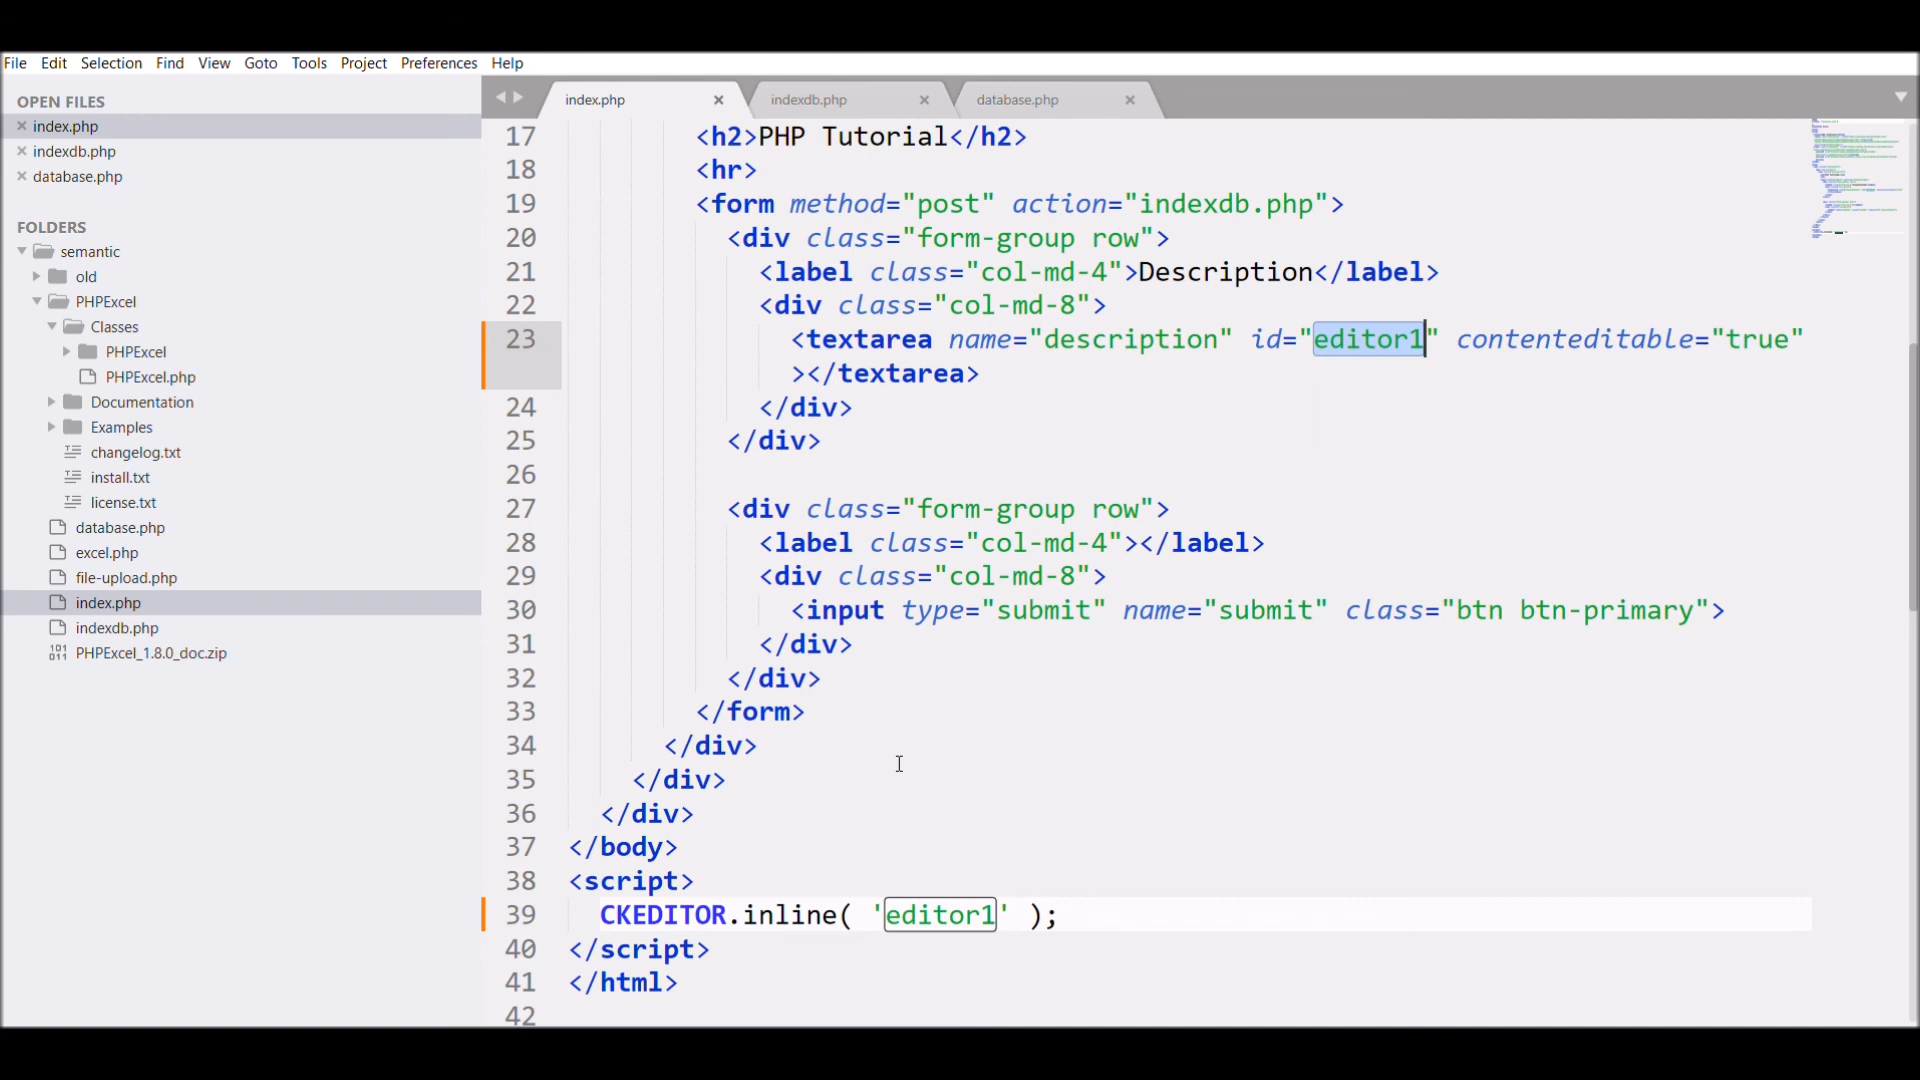 File Edit Selection Find View Goto Tools Project Preferences Help
OPEN FILES
index.php
indexdb.php
database.php
FOLDERS
semantic
old
PHPExcel
Classes
PHPExcel
PHPExcel.php
Documentation
Examples
changelog.txt
install.txt
license.txt
database.php
excel.php
file-upload.php
index.php
indexdb.php
PHPExcel_1.8.0_doc.zip
index.php indexdb.php database.php
17 <h2>PHP Tutorial</h2>
18 <hr>
19 <form method="post" action="indexdb.php">
20 <div class="form-group row">
21 <label class="col-md-4">Description</label>
22 <div class="col-md-8">
23 <textarea name="description" id="editor1" contenteditable="true"
></textarea>
24 </div>
25 </div>
26
27 <div class="form-group row">
28 <label class="col-md-4"></label>
29 <div class="col-md-8">
30 <input type="submit" name="submit" class="btn btn-primary">
31 </div>
32 </div>
33 </form>
34 </div>
35 </div>
36 </div>
37 </body>
38 <script>
39 CKEDITOR.inline( 'editor1' );
40 </script>
41 </html>
42